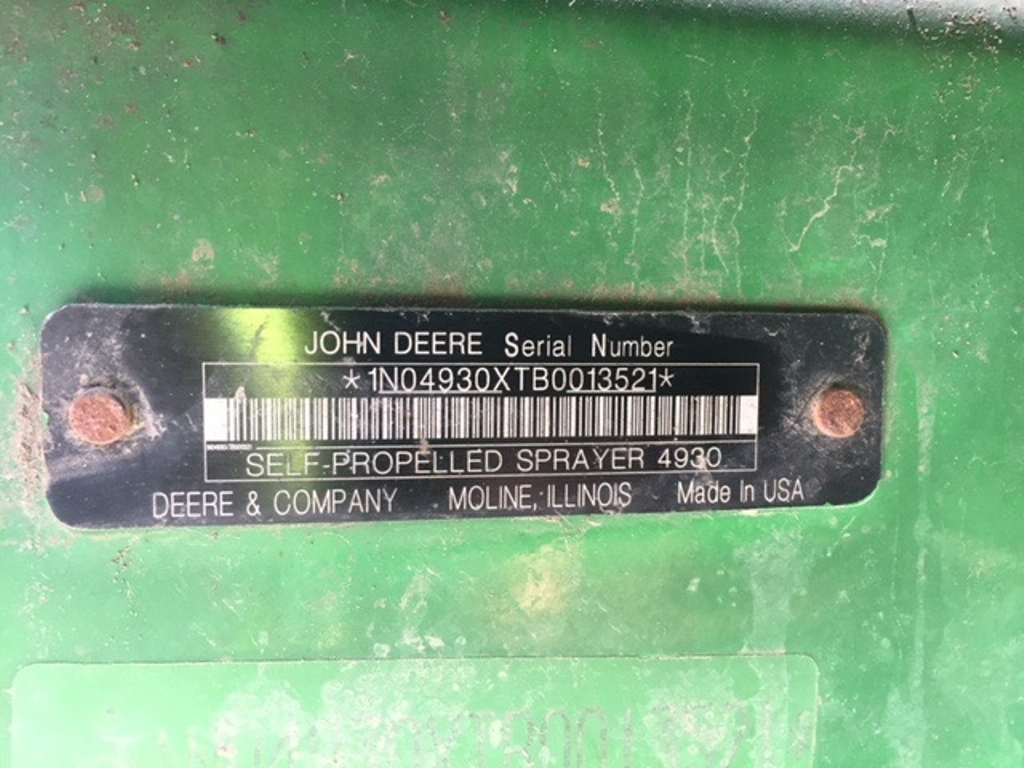 JOHN DEERE Serial Number
*1N04930XTB0013521*
SELF-PROPELLED SPRAYER 4930
DEERE & COMPANY MOLINE, ILLINOIS Made In USA